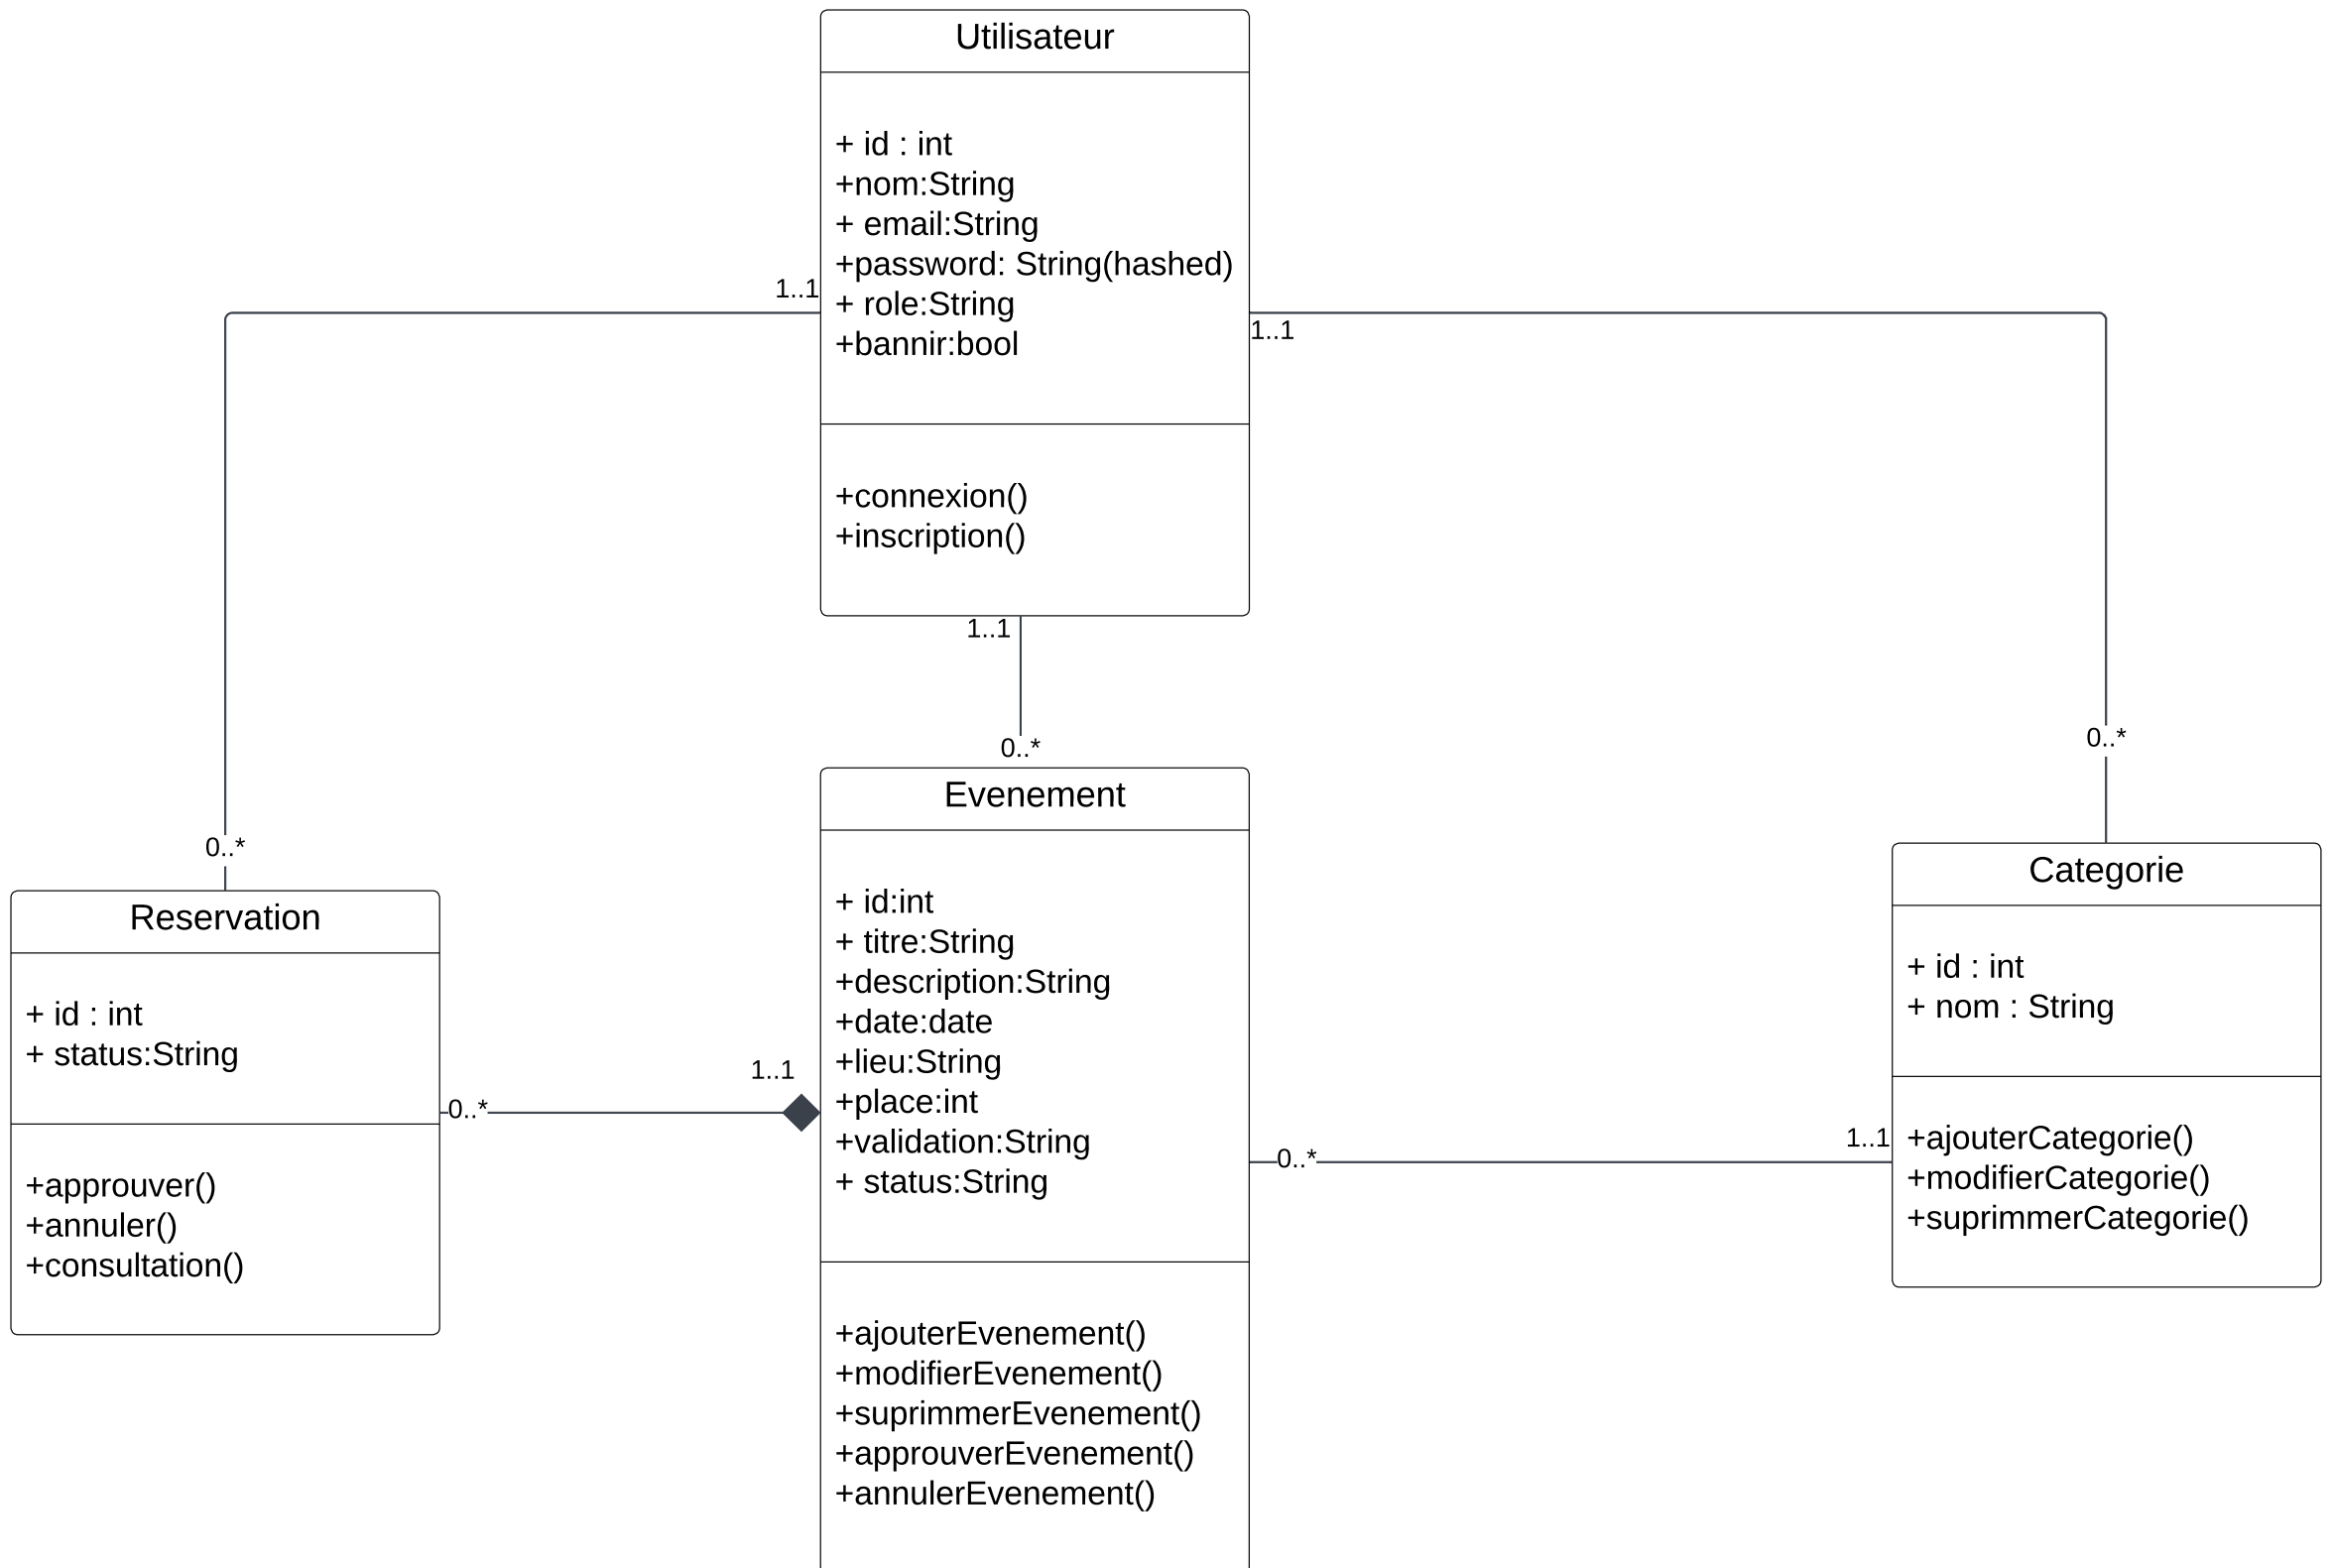 Utilisateur
+ id : int
+nom:String
+ email:String
+password: String(hashed)
+ role:String
+bannir:bool
+connexion()
+inscription()
1..1
1..1
1..1
0..*
0..*
0..*
Reservation
+ id : int
+ status:String
+approuver()
+annuler()
+consultation()
0..*
1..1
Evenement
+ id:int
+ titre:String
+description:String
+date:date
+lieu:String
+place:int
+validation:String
+ status:String
+ajouterEvenement()
+modifierEvenement()
+suprimmerEvenement()
+approuverEvenement()
+annulerEvenement()
0..*
1..1
Categorie
+ id : int
+ nom : String
+ajouterCategorie()
+modifierCategorie()
+suprimmerCategorie()